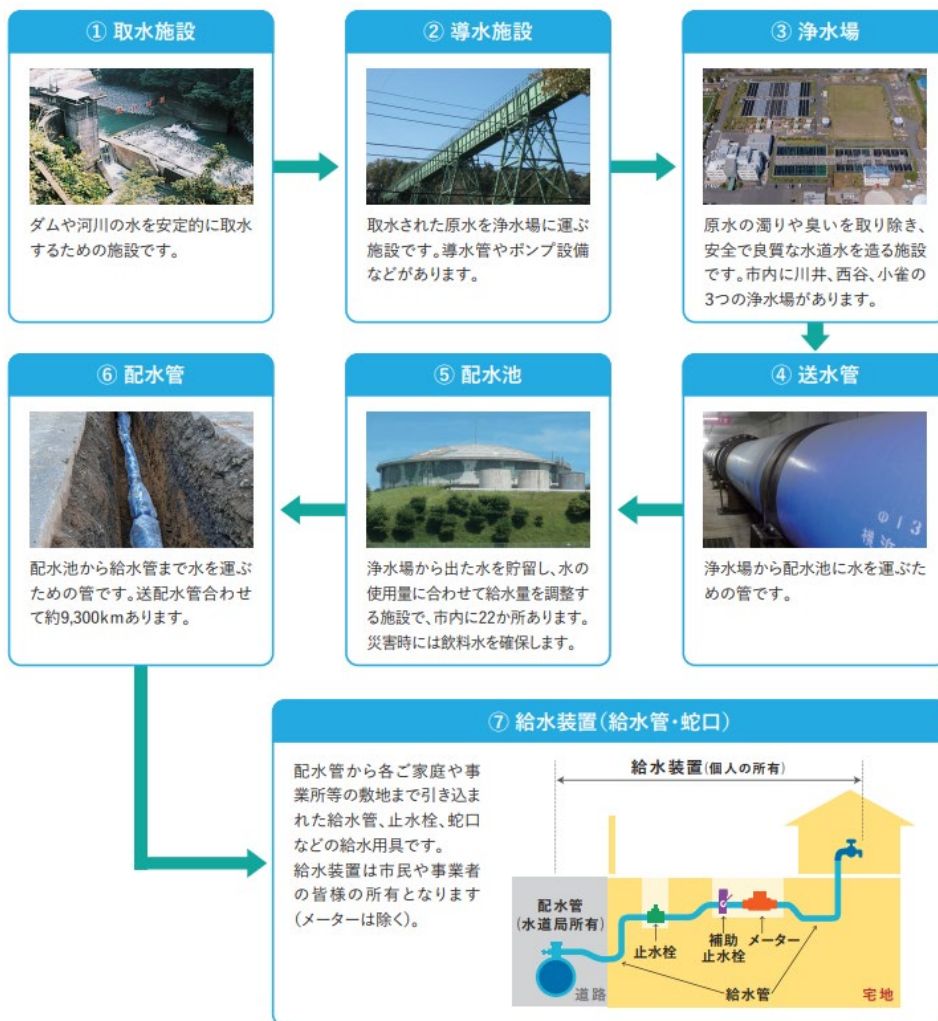 ① 取水施設
ダムや河川の水を安定的に取水
するための施設です。
② 導水施設
取水された原水を浄水場に運ぶ
施設です。導水管やポンプ設備
などがあります。
③ 浄水場
原水の濁りや臭いを取り除き、
安全で良質な水道水を造る施設
です。市内に川井、西谷、小雀の
3つの浄水場があります。
④ 送水管
φ13
横浜
浄水場から配水池に水を運ぶた
めの管です。
⑤ 配水池
浄水場から出た水を貯留し、水の
使用量に合わせて給水量を調整す
る施設で、市内に22か所あります。
災害時には飲料水を確保します。
⑥ 配水管
配水池から給水管まで水を運ぶ
ための管です。送配水管合わせ
て約9,300kmあります。
⑦ 給水装置(給水管・蛇口)
配水管から各ご家庭や事
業所等の敷地まで引き込ま
れた給水管、止水栓、蛇口
などの給水用具です。
給水装置は市民や事業者
の皆様の所有となります
(メーターは除く)。
給水装置(個人の所有)
配水管
(水道局所有)
止水栓
補助
止水栓
メーター
給水管
道路
宅地